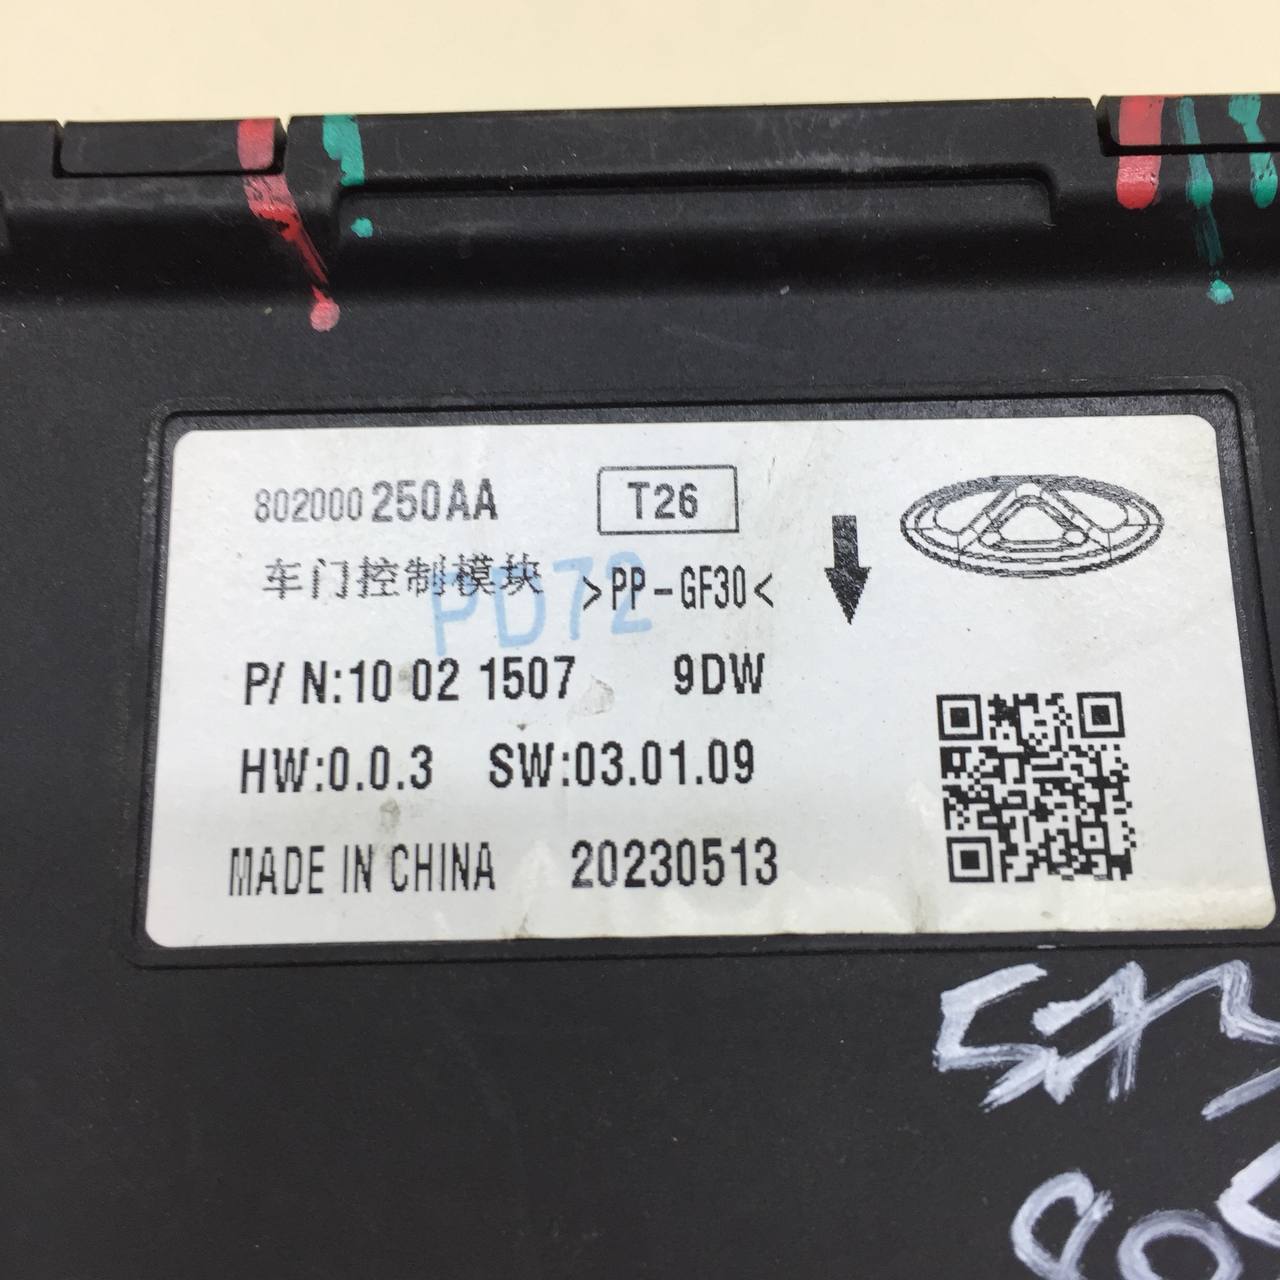 802000250AA T26
车门控制模块 >PP-GF30<
PD72
P/N:10 02 1507 9DW
HW:0.0.3 SW:03.01.09
MADE IN CHINA 20230513